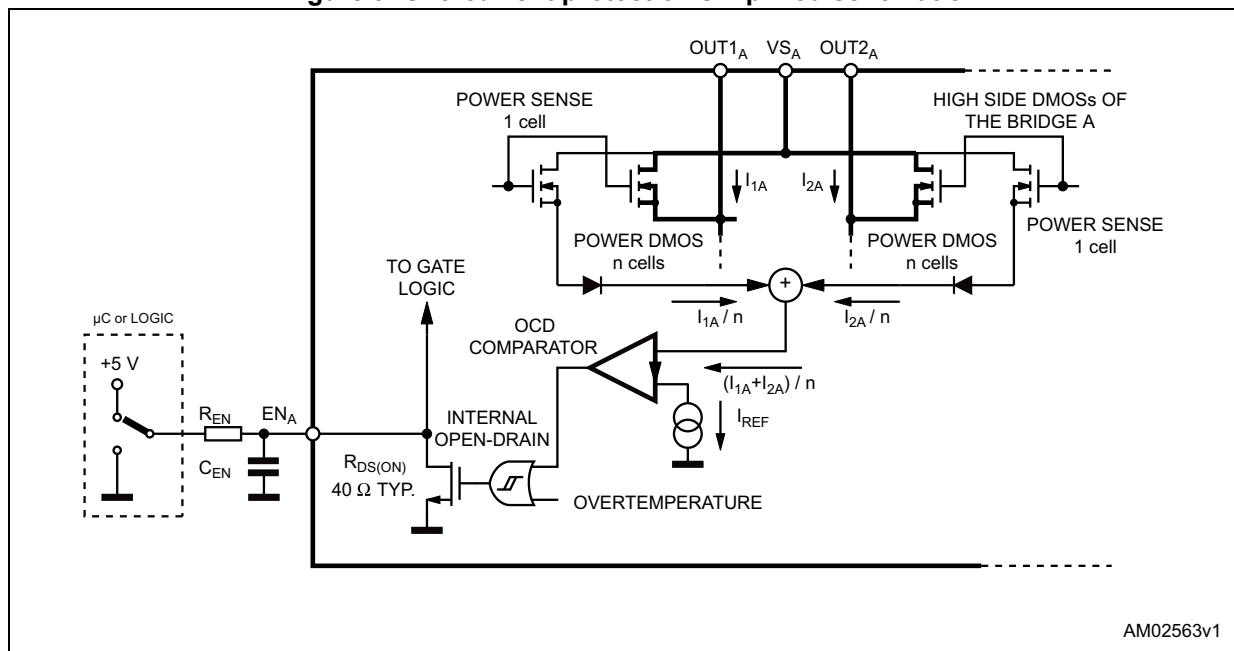 OUT1A VSA OUT2A
POWER SENSE
1 cell
HIGH SIDE DMOSs OF
THE BRIDGE A
I1A I2A
POWER SENSE
1 cell
POWER DMOS
n cells
POWER DMOS
n cells
TO GATE
LOGIC
+
I1A / n I2A / n
µC or LOGIC
OCD
COMPARATOR
+5 V
(I1A+I2A) / n
REN ENA
INTERNAL
OPEN-DRAIN
IREF
CEN
RDS(ON)
40 Ω TYP.
OVERTEMPERATURE
AM02563v1